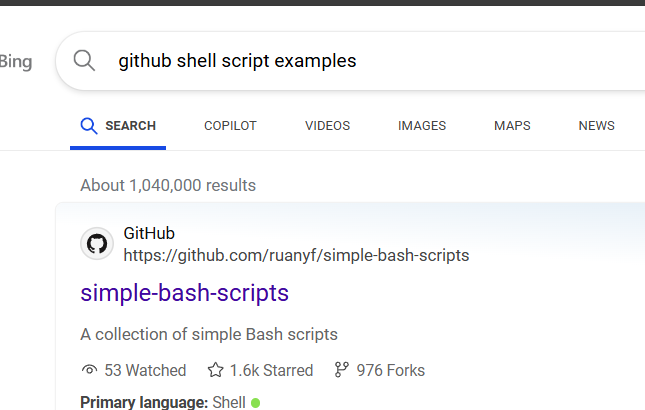 Bing
github shell script examples
SEARCH COPILOT VIDEOS IMAGES MAPS NEWS
About 1,040,000 results
GitHub
https://github.com/ruanyf/simple-bash-scripts
simple-bash-scripts
A collection of simple Bash scripts
53 Watched 1.6k Starred 976 Forks
Primary language: Shell